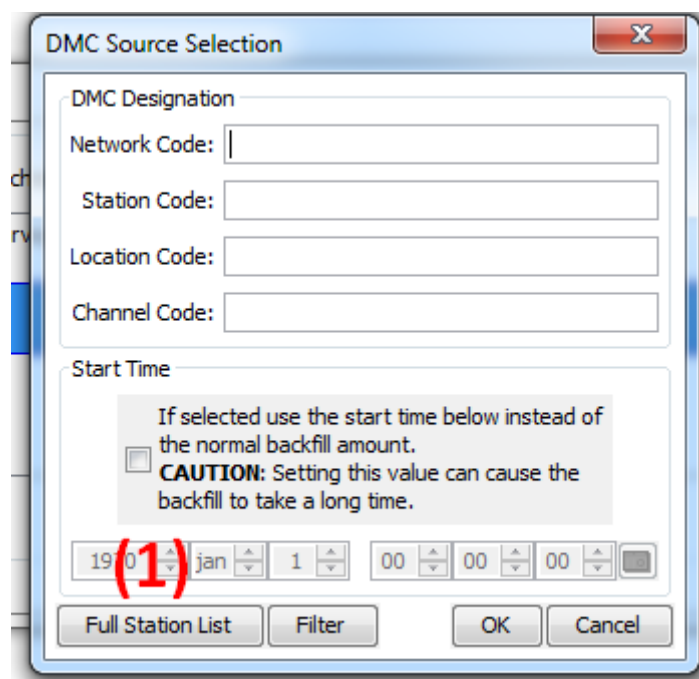 DMC Source Selection
DMC Designation
Network Code:
Station Code:
Location Code:
Channel Code:
Start Time
If selected use the start time below instead of
the normal backfill amount.
CAUTION: Setting this value can cause the
backfill to take a long time.
(1)
jan 1 00 00 00
Full Station List Filter OK Cancel